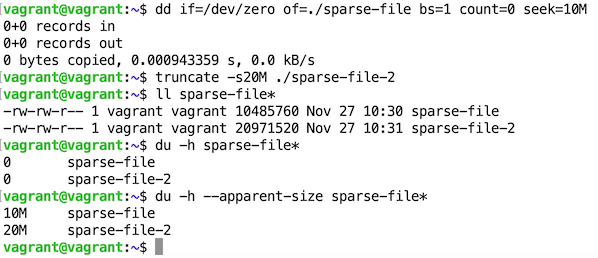 vagrant@vagrant:~$ dd if=/dev/zero of=./sparse-file bs=1 count=0 seek=10M
0+0 records in
0+0 records out
0 bytes copied, 0.000943359 s, 0.0 kB/s
vagrant@vagrant:~$ truncate -s20M ./sparse-file-2
vagrant@vagrant:~$ ll sparse-file*
-rw-rw-r-- 1 vagrant vagrant 10485760 Nov 27 10:30 sparse-file
-rw-rw-r-- 1 vagrant vagrant 20971520 Nov 27 10:31 sparse-file-2
vagrant@vagrant:~$ du -h sparse-file*
0 sparse-file
0 sparse-file-2
vagrant@vagrant:~$ du -h --apparent-size sparse-file*
10M sparse-file
20M sparse-file-2
vagrant@vagrant:~$